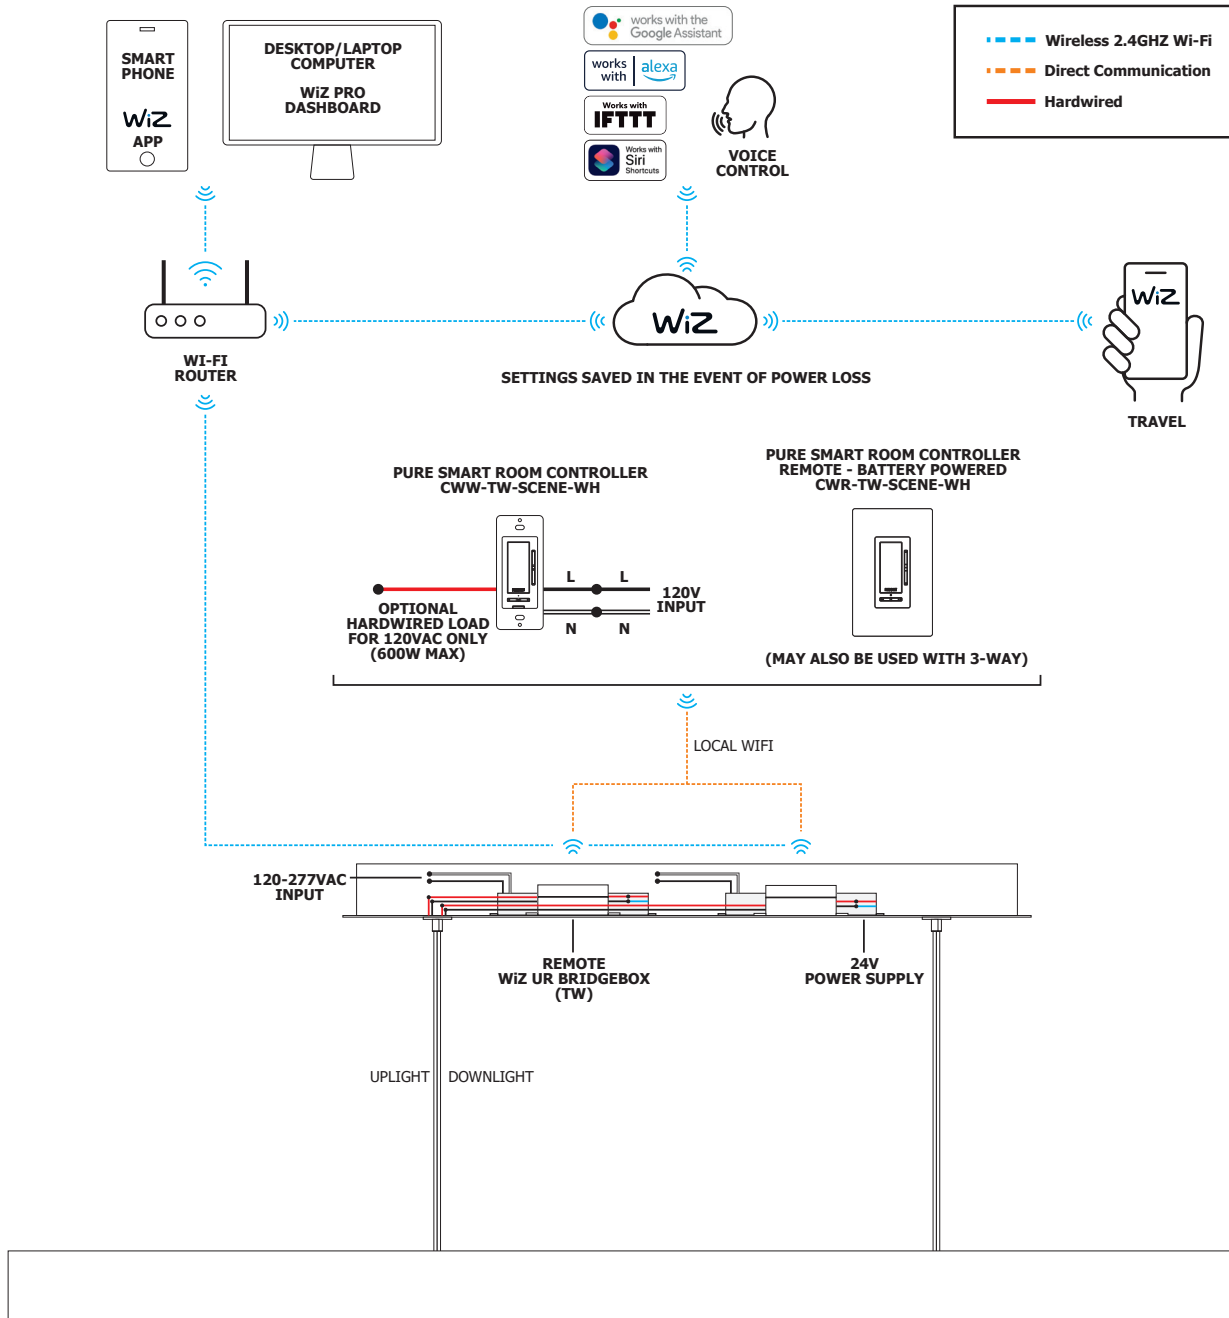 SMART
PHONE
WiZ
APP
DESKTOP/LAPTOP
COMPUTER
WiZ PRO
DASHBOARD
works with the
Google Assistant
works
with
alexa
Works with
IFTTT
Works with
Siri
Shortcuts
VOICE
CONTROL
Wireless 2.4GHZ Wi-Fi
Direct Communication
Hardwired
WI-FI
ROUTER
WiZ
SETTINGS SAVED IN THE EVENT OF POWER LOSS
WiZ
TRAVEL
PURE SMART ROOM CONTROLLER
CWW-TW-SCENE-WH
L
L
N
N
120V
INPUT
OPTIONAL
HARDWIRED LOAD
FOR 120VAC ONLY
(600W MAX)
PURE SMART ROOM CONTROLLER
REMOTE - BATTERY POWERED
CWR-TW-SCENE-WH
(MAY ALSO BE USED WITH 3-WAY)
LOCAL WIFI
120-277VAC
INPUT
REMOTE
WiZ UR BRIDGEBOX
(TW)
24V
POWER SUPPLY
UPLIGHT
DOWNLIGHT